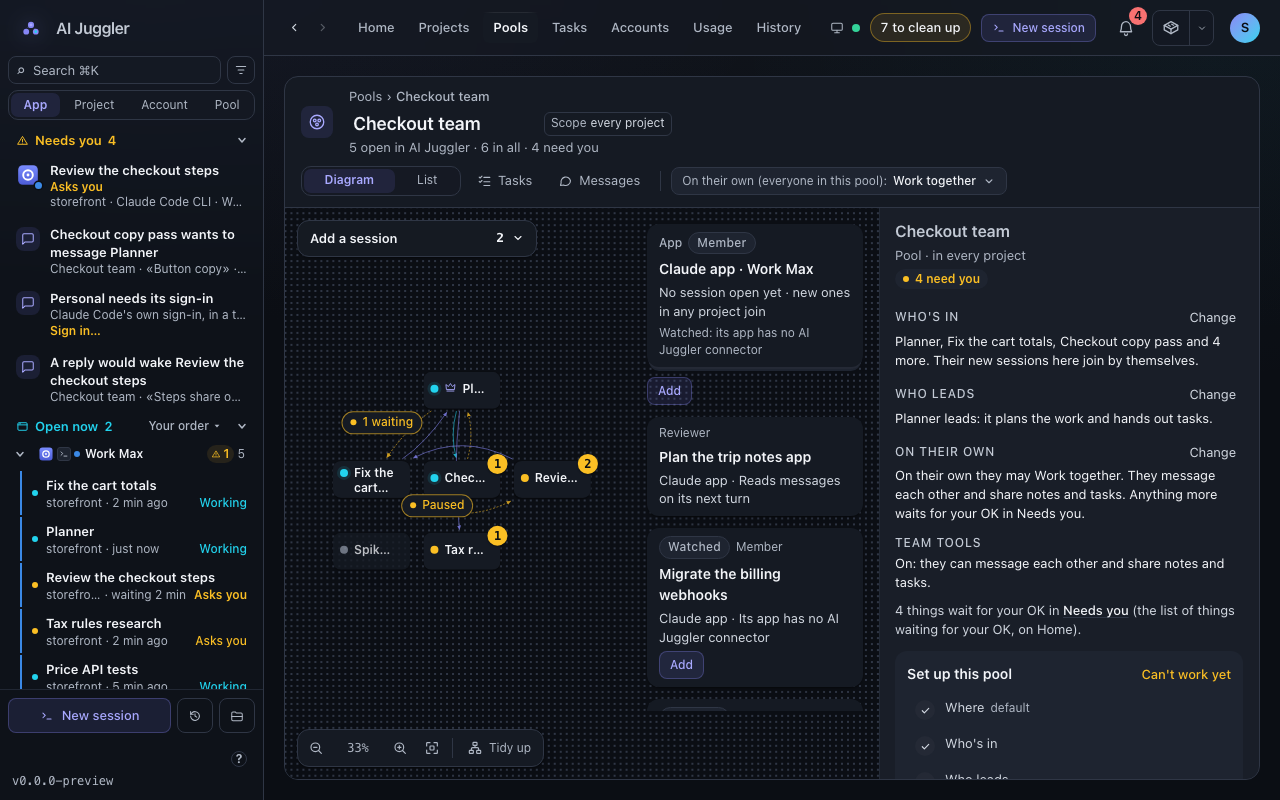 AI Juggler
Search ⌘K
App
Project
Account
Pool
Needs you 4
Review the checkout steps
Asks you
storefront · Claude Code CLI · W...
Checkout copy pass wants to
message Planner
Checkout team · «Button copy» ·...
Personal needs its sign-in
Claude Code's own sign-in, in a t...
Sign in...
A reply would wake Review the
checkout steps
Checkout team · «Steps share o...
Open now 2
Your order
Work Max
1
5
Fix the cart totals
storefront · 2 min ago
Working
Planner
storefront · just now
Working
Review the checkout steps
storefro... · waiting 2 min
Asks you
Tax rules research
storefront · 2 min ago
Asks you
Price API tests
storefront · 5 min ago
Working
New session
?
v0.0.0-preview
Home
Projects
Pools
Tasks
Accounts
Usage
History
7 to clean up
New session
4
S
Pools › Checkout team
Checkout team
Scope every project
5 open in AI Juggler · 6 in all · 4 need you
Diagram
List
Tasks
Messages
On their own (everyone in this pool): Work together
Add a session
2
Pl...
1 waiting
Fix the
cart...
Chec...
1
Revie...
2
Paused
Spik...
Tax r...
1
33%
Tidy up
App
Member
Claude app · Work Max
No session open yet · new ones
in any project join
Watched: its app has no AI
Juggler connector
Add
Reviewer
Plan the trip notes app
Claude app · Reads messages
on its next turn
Watched
Member
Migrate the billing
webhooks
Claude app · Its app has no AI
Juggler connector
Add
Checkout team
Pool · in every project
4 need you
WHO'S IN
Change
Planner, Fix the cart totals, Checkout copy pass and 4
more. Their new sessions here join by themselves.
WHO LEADS
Change
Planner leads: it plans the work and hands out tasks.
ON THEIR OWN
Change
On their own they may Work together. They message
each other and share notes and tasks. Anything more
waits for your OK in Needs you.
TEAM TOOLS
On: they can message each other and share notes and
tasks.
4 things wait for your OK in Needs you (the list of things
waiting for your OK, on Home).
Set up this pool
Can't work yet
Where default
Who's in
Who leads